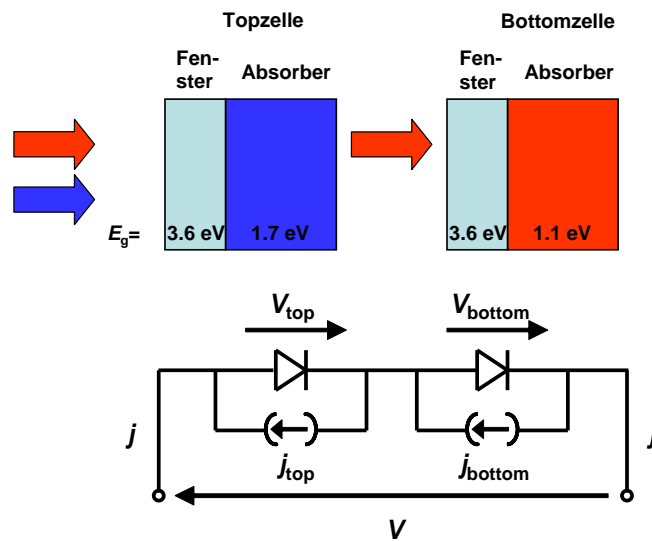 Topzelle
Bottomzelle
Fen-
ster
Absorber
Fen-
ster
Absorber
Eg=
3.6 eV
1.7 eV
3.6 eV
1.1 eV
Vtop
Vbottom
j
jtop
jbottom
j
V